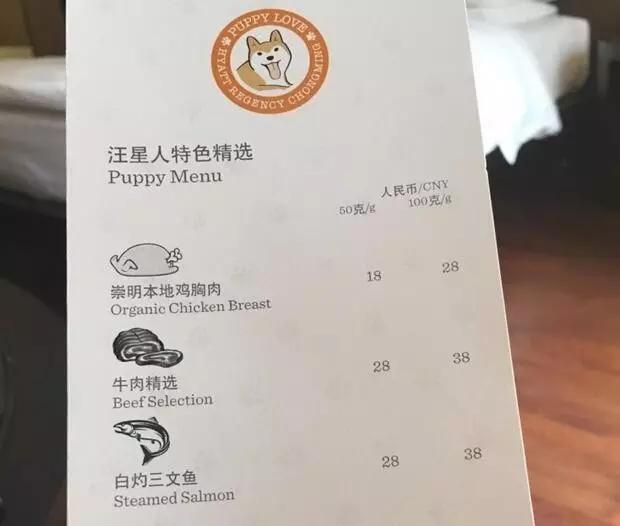 PUPPY LOVE
HYATT REGENCY CHONGMING
汪星人特色精选
Puppy Menu
人民币/CNY
50克/g 100克/g
崇明本地鸡胸肉 18 28
Organic Chicken Breast
牛肉精选 28 38
Beef Selection
白灼三文鱼 28 38
Steamed Salmon